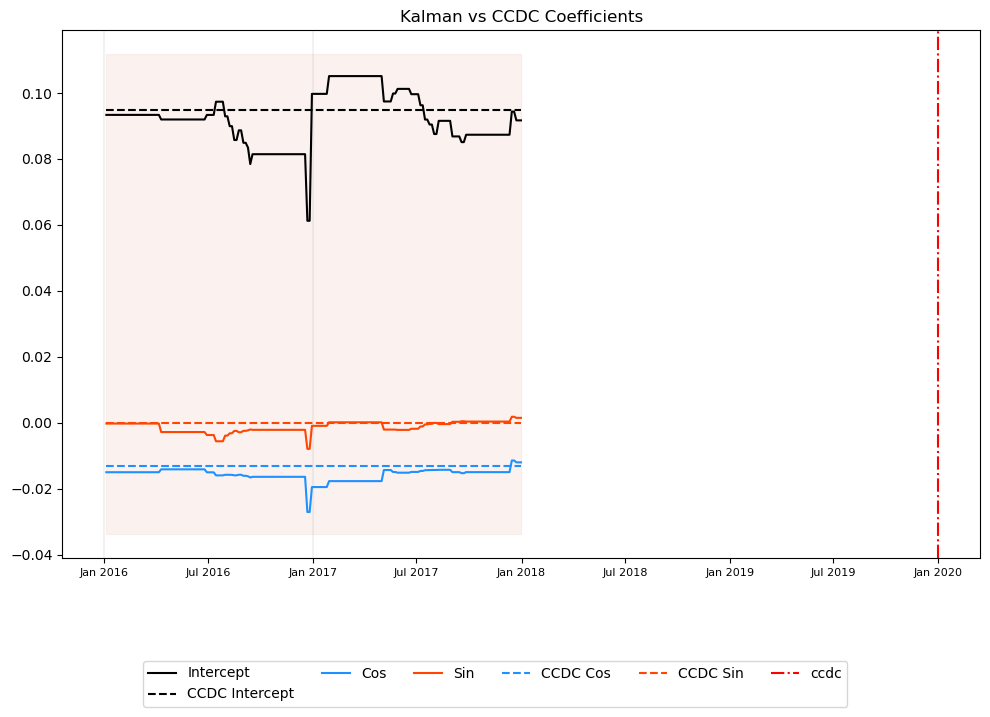 Kalman vs CCDC Coefficients
0.10
0.08
0.06
0.04
0.02
0.00
−0.02
−0.04
Jan 2016 Jul 2016 Jan 2017 Jul 2017 Jan 2018 Jul 2018 Jan 2019 Jul 2019 Jan 2020
Intercept Cos Sin CCDC Cos CCDC Sin ccdc
CCDC Intercept